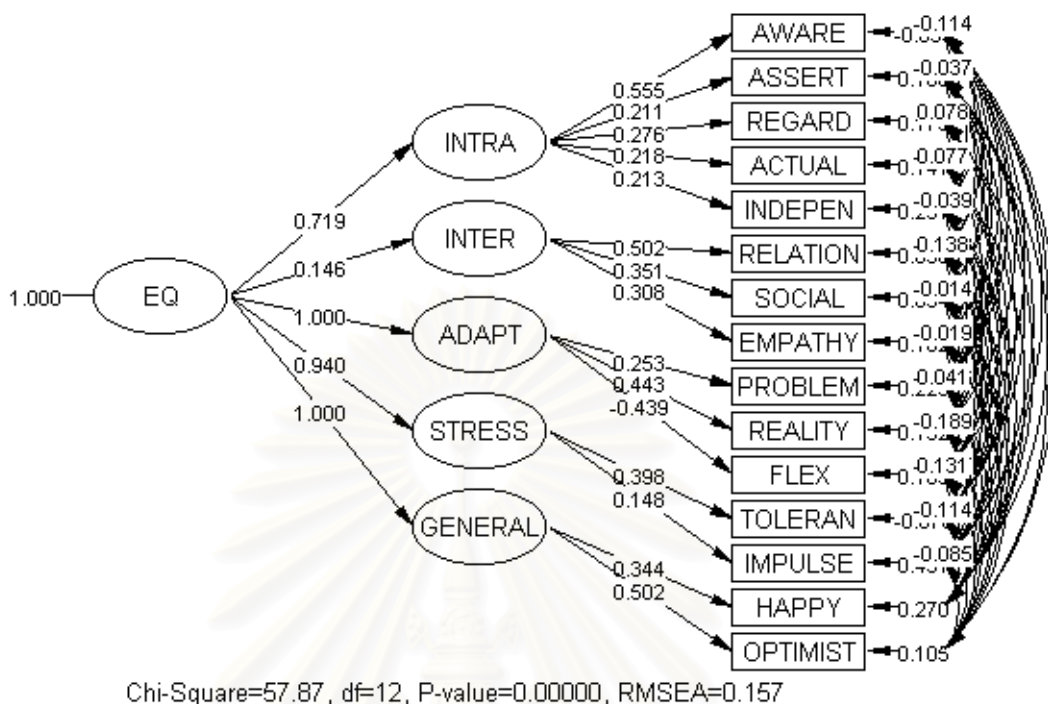 AWARE
-0.114
ASSERT
-0.037
0.555
0.211
REGARD
0.078
0.276
INTRA
0.218
ACTUAL
-0.077
0.213
INDEPEN
-0.039
0.719
INTER
0.502
RELATION
-0.138
0.146
0.351
SOCIAL
-0.014
0.308
1.000
EQ
1.000
ADAPT
EMPATHY
-0.019
0.253
0.940
0.443
PROBLEM
-0.041
-0.439
1.000
STRESS
REALITY
-0.189
FLEX
-0.131
0.398
0.148
TOLERAN
-0.114
GENERAL
IMPULSE
-0.085
0.344
0.502
HAPPY
0.270
OPTIMIST
0.105
Chi-Square=57.87, df=12, P-value=0.00000, RMSEA=0.157